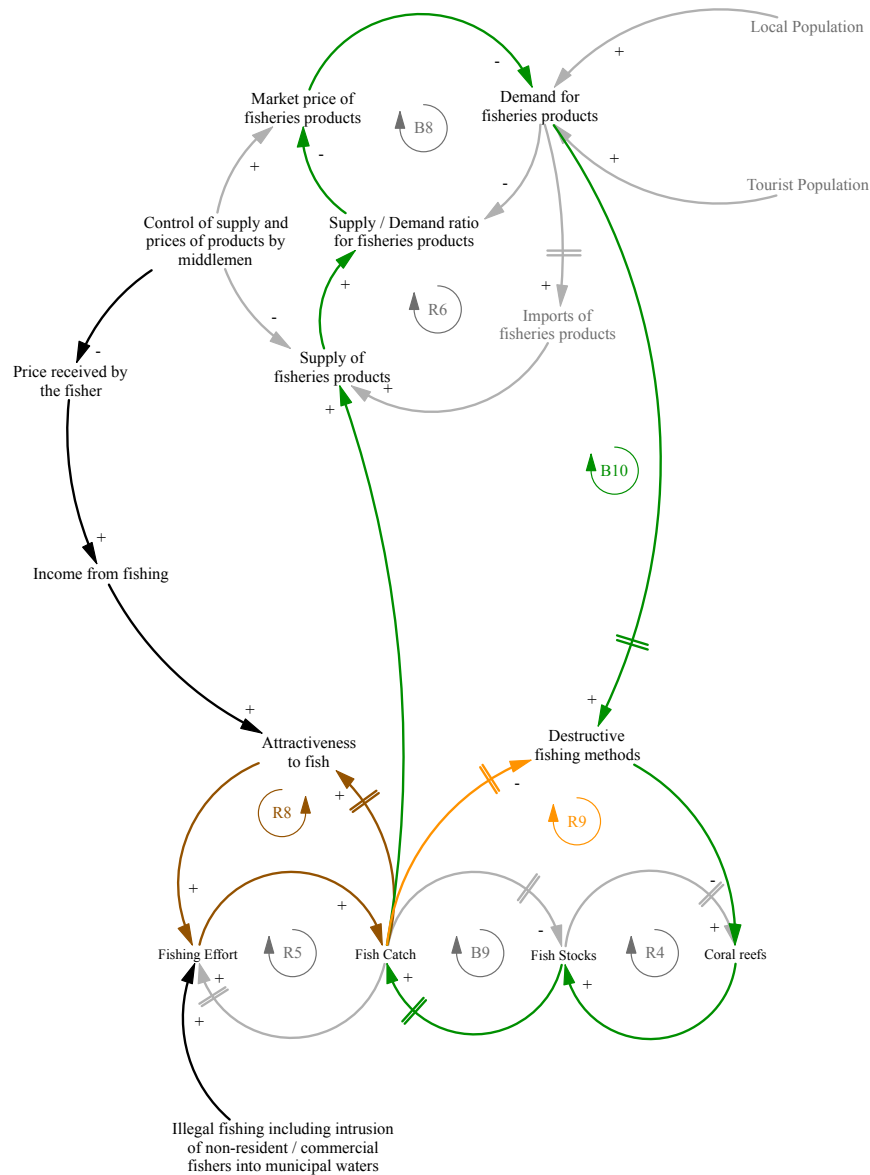 Local Population
+
-
-
Market price of
fisheries products
B8
Demand for
fisheries products
+
-
+
-
Tourist Population
Control of supply and
prices of products by
middlemen
Supply / Demand ratio
for fisheries products
+
R6
+
-
Imports of
fisheries products
-
Price received by
the fisher
Supply of
fisheries products
+
+
B10
+
Income from fishing
+
+
Attractiveness
to fish
Destructive
fishing methods
-
+
R8
R9
+
+
-
+
-
+
Fishing Effort
R5
Fish Catch
B9
Fish Stocks
R4
Coral reefs
+
+
+
+
Illegal fishing including intrusion
of non-resident / commercial
fishers into municipal waters